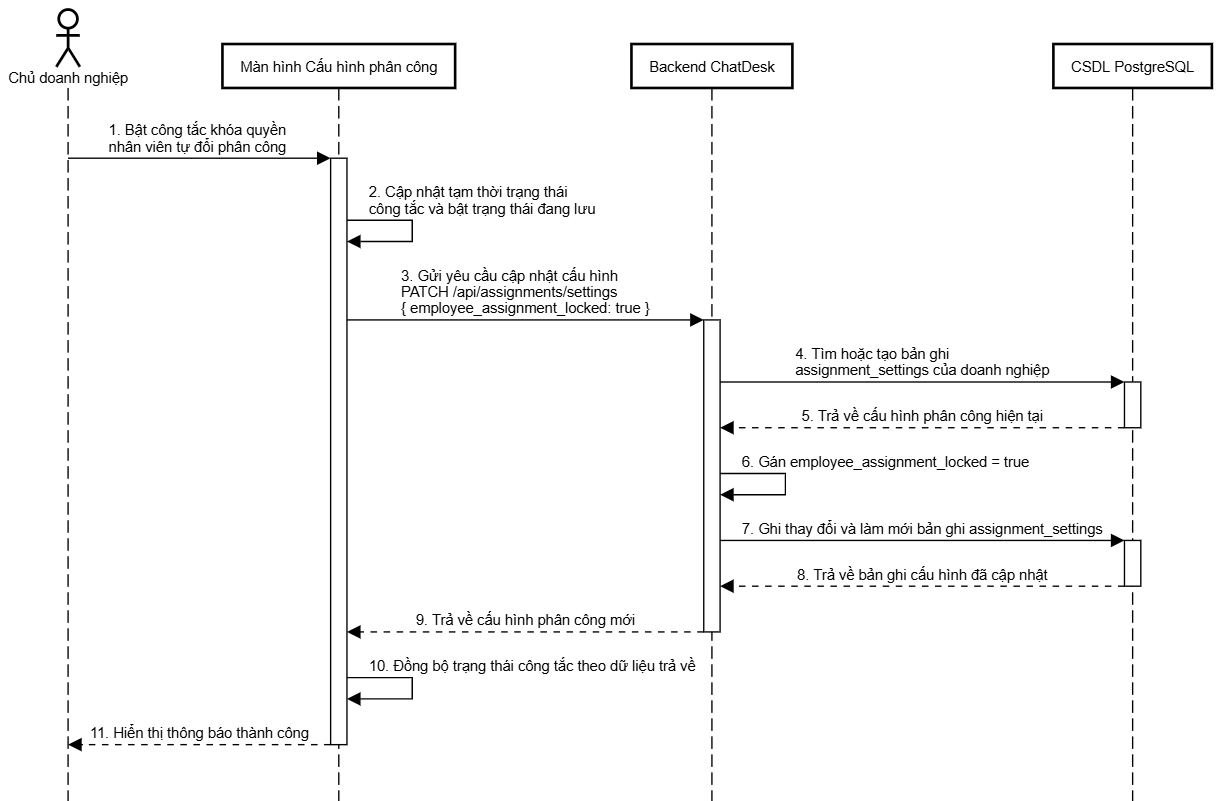 Chủ doanh nghiệp
Màn hình Cấu hình phân công
Backend ChatDesk
CSDL PostgreSQL
1. Bật công tắc khóa quyền
nhân viên tự đổi phân công
2. Cập nhật tạm thời trạng thái
công tắc và bật trạng thái đang lưu
3. Gửi yêu cầu cập nhật cấu hình
PATCH /api/assignments/settings
{ employee_assignment_locked: true }
4. Tìm hoặc tạo bản ghi
assignment_settings của doanh nghiệp
5. Trả về cấu hình phân công hiện tại
6. Gán employee_assignment_locked = true
7. Ghi thay đổi và làm mới bản ghi assignment_settings
8. Trả về bản ghi cấu hình đã cập nhật
9. Trả về cấu hình phân công mới
10. Đồng bộ trạng thái công tắc theo dữ liệu trả về
11. Hiển thị thông báo thành công